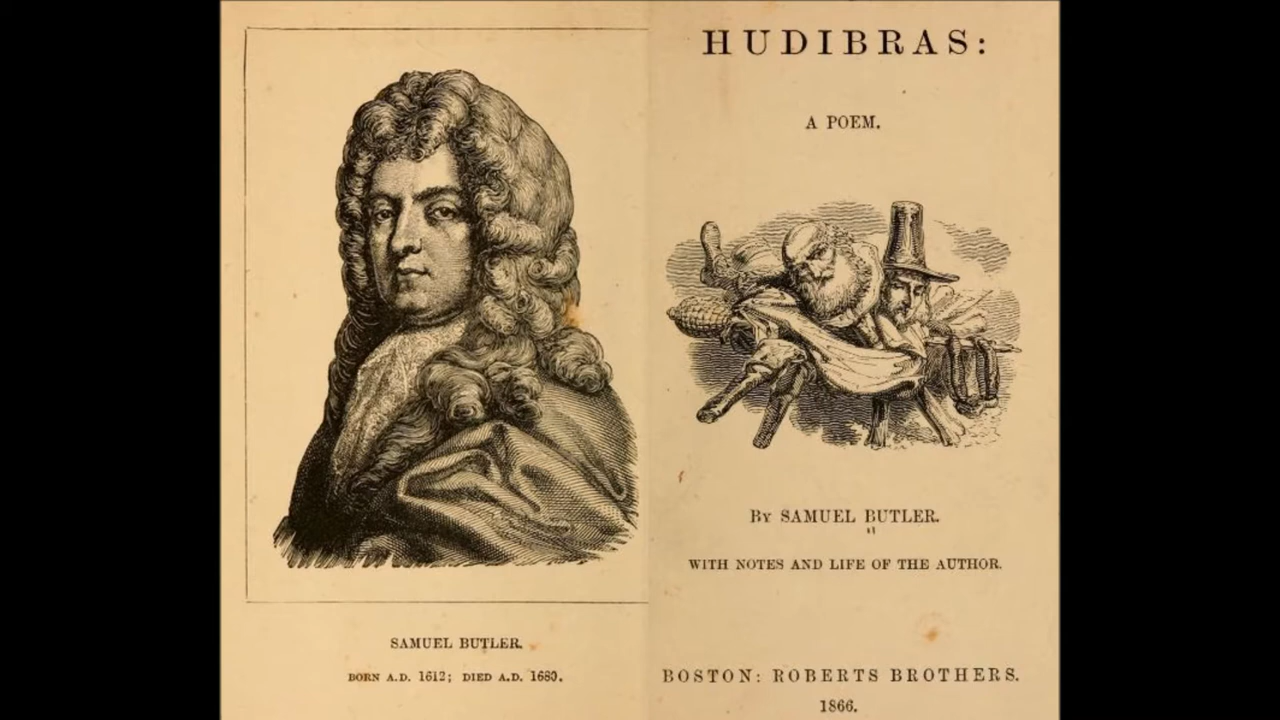 SAMUEL BUTLER.
BORN A.D. 1612; DIED A.D. 1680.
HUDIBRAS:
A POEM.
BY SAMUEL BUTLER.
WITH NOTES AND LIFE OF THE AUTHOR.
BOSTON: ROBERTS BROTHERS.
1866.